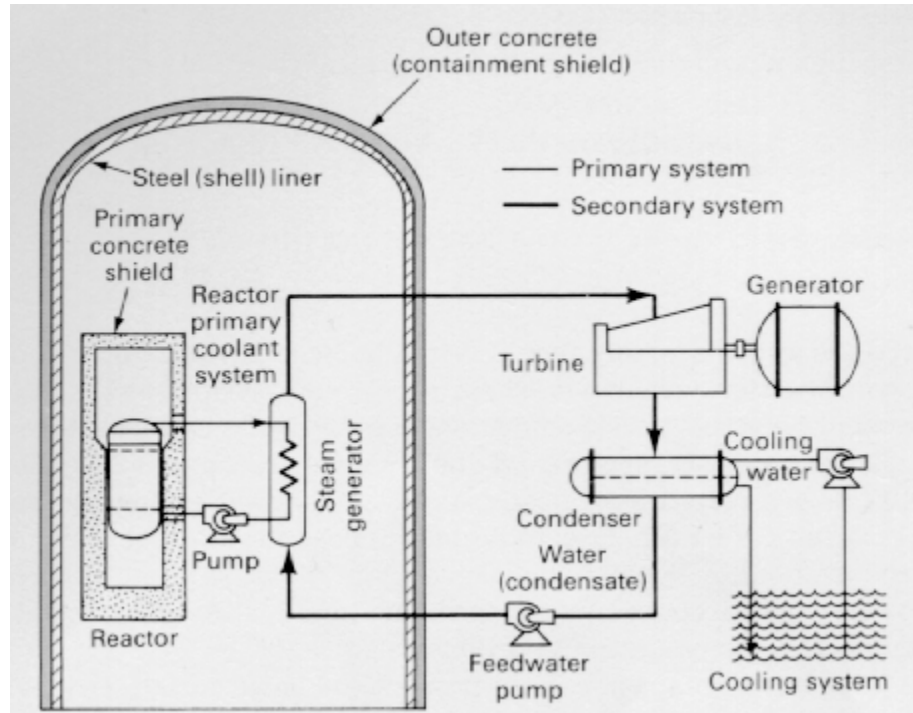 Outer concrete
(containment shield)
Steel (shell) liner
Primary system
Secondary system
Primary
concrete
shield
Reactor
primary
coolant
system
Generator
Turbine
Steam
generator
Cooling
water
Condenser
Pump
Water
(condensate)
Reactor
Feedwater
pump
Cooling system